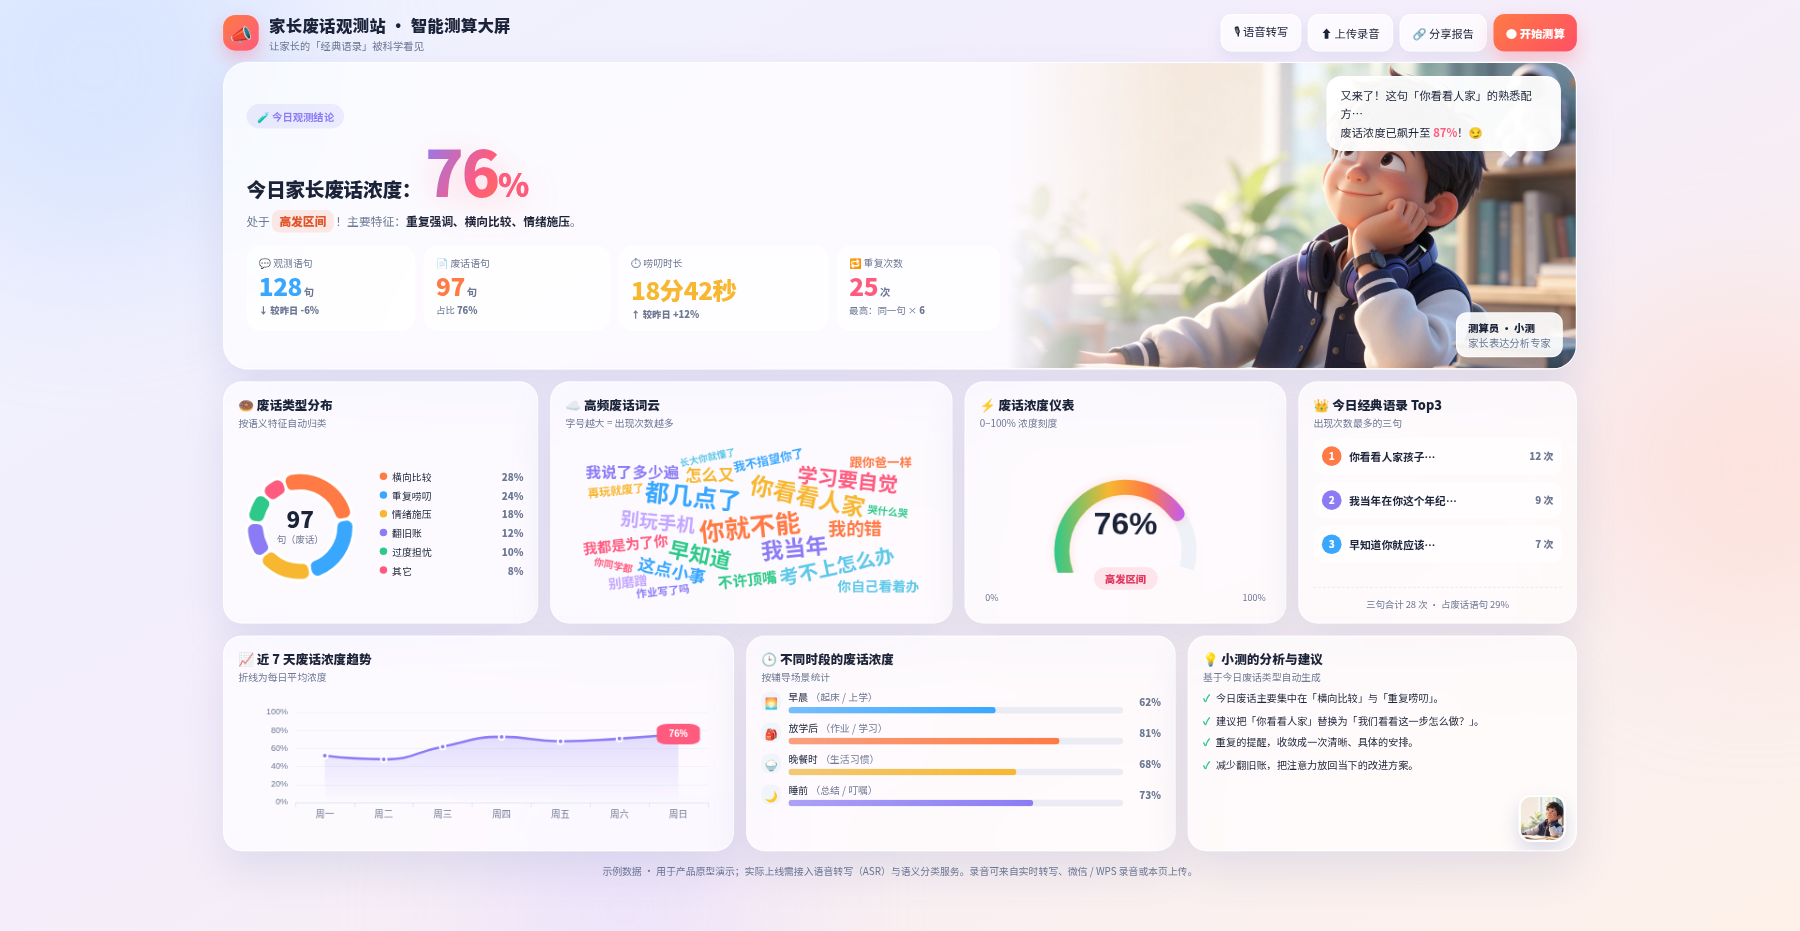 家长废话观测站 · 智能测算大屏
让家长的「经典语录」被科学看见
🎙 语音转写
⬆ 上传录音
🔗 分享报告
开始测算
🧪 今日观测结论
今日家长废话浓度： 76%
处于 高发区间 ！ 主要特征：重复强调、横向比较、情绪施压。
💬 观测语句
128 句
↓ 较昨日 -6%
📄 废话语句
97 句
占比 76%
⏱ 唠叨时长
18分42秒
↑ 较昨日 +12%
🔁 重复次数
25 次
最高：同一句 × 6
又来了！这句「你看看人家」的熟悉配
方…
废话浓度已飙升至 87%！😏
测算员 · 小测
家长表达分析专家
🍩 废话类型分布
按语义特征自动归类
97
句（废话）
横向比较 28%
重复唠叨 24%
情绪施压 18%
翻旧账 12%
过度担忧 10%
其它 8%
☁️ 高频废话词云
字号越大 = 出现次数越多
长大你就懂了
我不指望你了
跟你爸一样
我说了多少遍
怎么又
学习要自觉
再玩就废了
都几点了
你看看人家
哭什么哭
别玩手机
你就不能
我的错
我都是为了你
早知道
我当年
你同学都
这点小事
不许顶嘴
考不上怎么办
别磨蹭
作业写了吗
你自己看着办
⚡ 废话浓度仪表
0–100% 浓度刻度
76%
高发区间
0%
100%
👑 今日经典语录 Top3
出现次数最多的三句
1 你看看人家孩子… 12 次
2 我当年在你这个年纪… 9 次
3 早知道你就应该… 7 次
三句合计 28 次 · 占废话语句 29%
📈 近 7 天废话浓度趋势
折线为每日平均浓度
100%
80%
60%
40%
20%
0%
76%
周一 周二 周三 周四 周五 周六 周日
🕒 不同时段的废话浓度
按辅导场景统计
早晨 （起床 / 上学） 62%
放学后 （作业 / 学习） 81%
晚餐时 （生活习惯） 68%
睡前 （总结 / 叮嘱） 73%
💡 小测的分析与建议
基于今日废话类型自动生成
✓ 今日废话主要集中在「横向比较」与「重复唠叨」。
✓ 建议把「你看看人家」替换为「我们看看这一步怎么做？」。
✓ 重复的提醒，收敛成一次清晰、具体的安排。
✓ 减少翻旧账，把注意力放回当下的改进方案。
示例数据 · 用于产品原型演示；实际上线需接入语音转写（ASR）与语义分类服务。录音可来自实时转写、微信 / WPS 录音或本页上传。